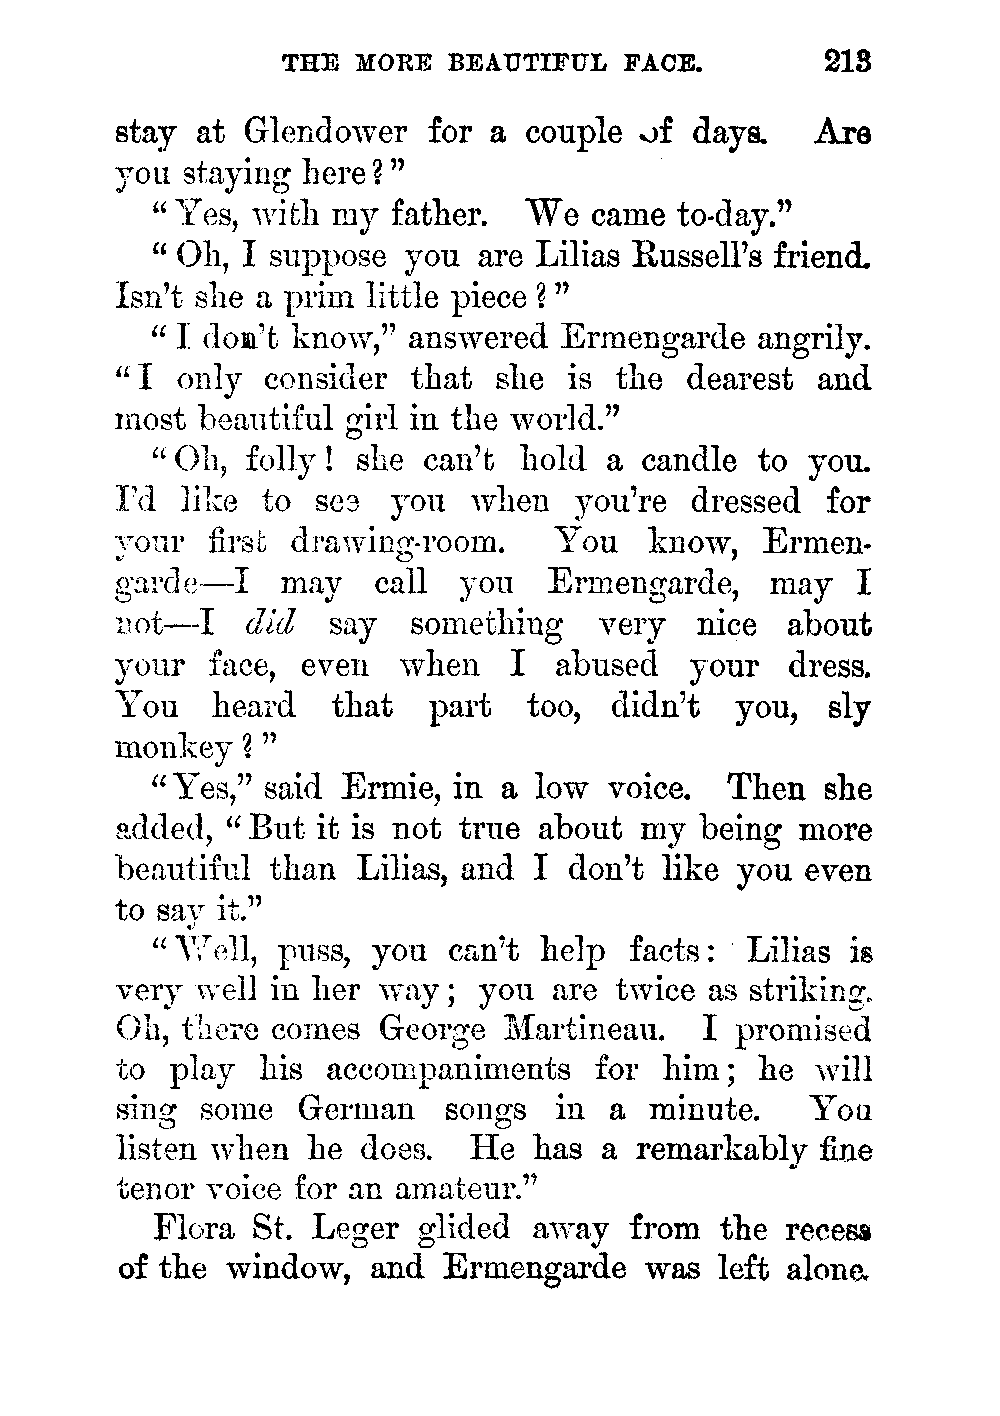 THE MORE BEAUTIFUL FACE. 213
stay at Glendower for a couple of days. Are
you staying here?”
“Yes, with my father. We came to-day.”
“Oh, I suppose you are Lilias Russell’s friend.
Isn’t she a prim little piece?”
“I don’t know,” answered Ermengarde angrily.
“I only consider that she is the dearest and
most beautiful girl in the world.”
“Oh, folly! she can’t hold a candle to you.
I’d like to see you when you’re dressed for
your first drawing-room. You know, Ermen-
garde—I may call you Ermengarde, may I
not—I did say something very nice about
your face, even when I abused your dress.
You heard that part too, didn’t you, sly
monkey?”
“Yes,” said Ermie, in a low voice. Then she
added, “But it is not true about my being more
beautiful than Lilias, and I don’t like you even
to say it.”
“Well, puss, you can’t help facts: Lilias is
very well in her way; you are twice as striking.
Oh, there comes George Martineau. I promised
to play his accompaniments for him; he will
sing some German songs in a minute. You
listen when he does. He has a remarkably fine
tenor voice for an amateur.”
Flora St. Leger glided away from the recess
of the window, and Ermengarde was left alone.